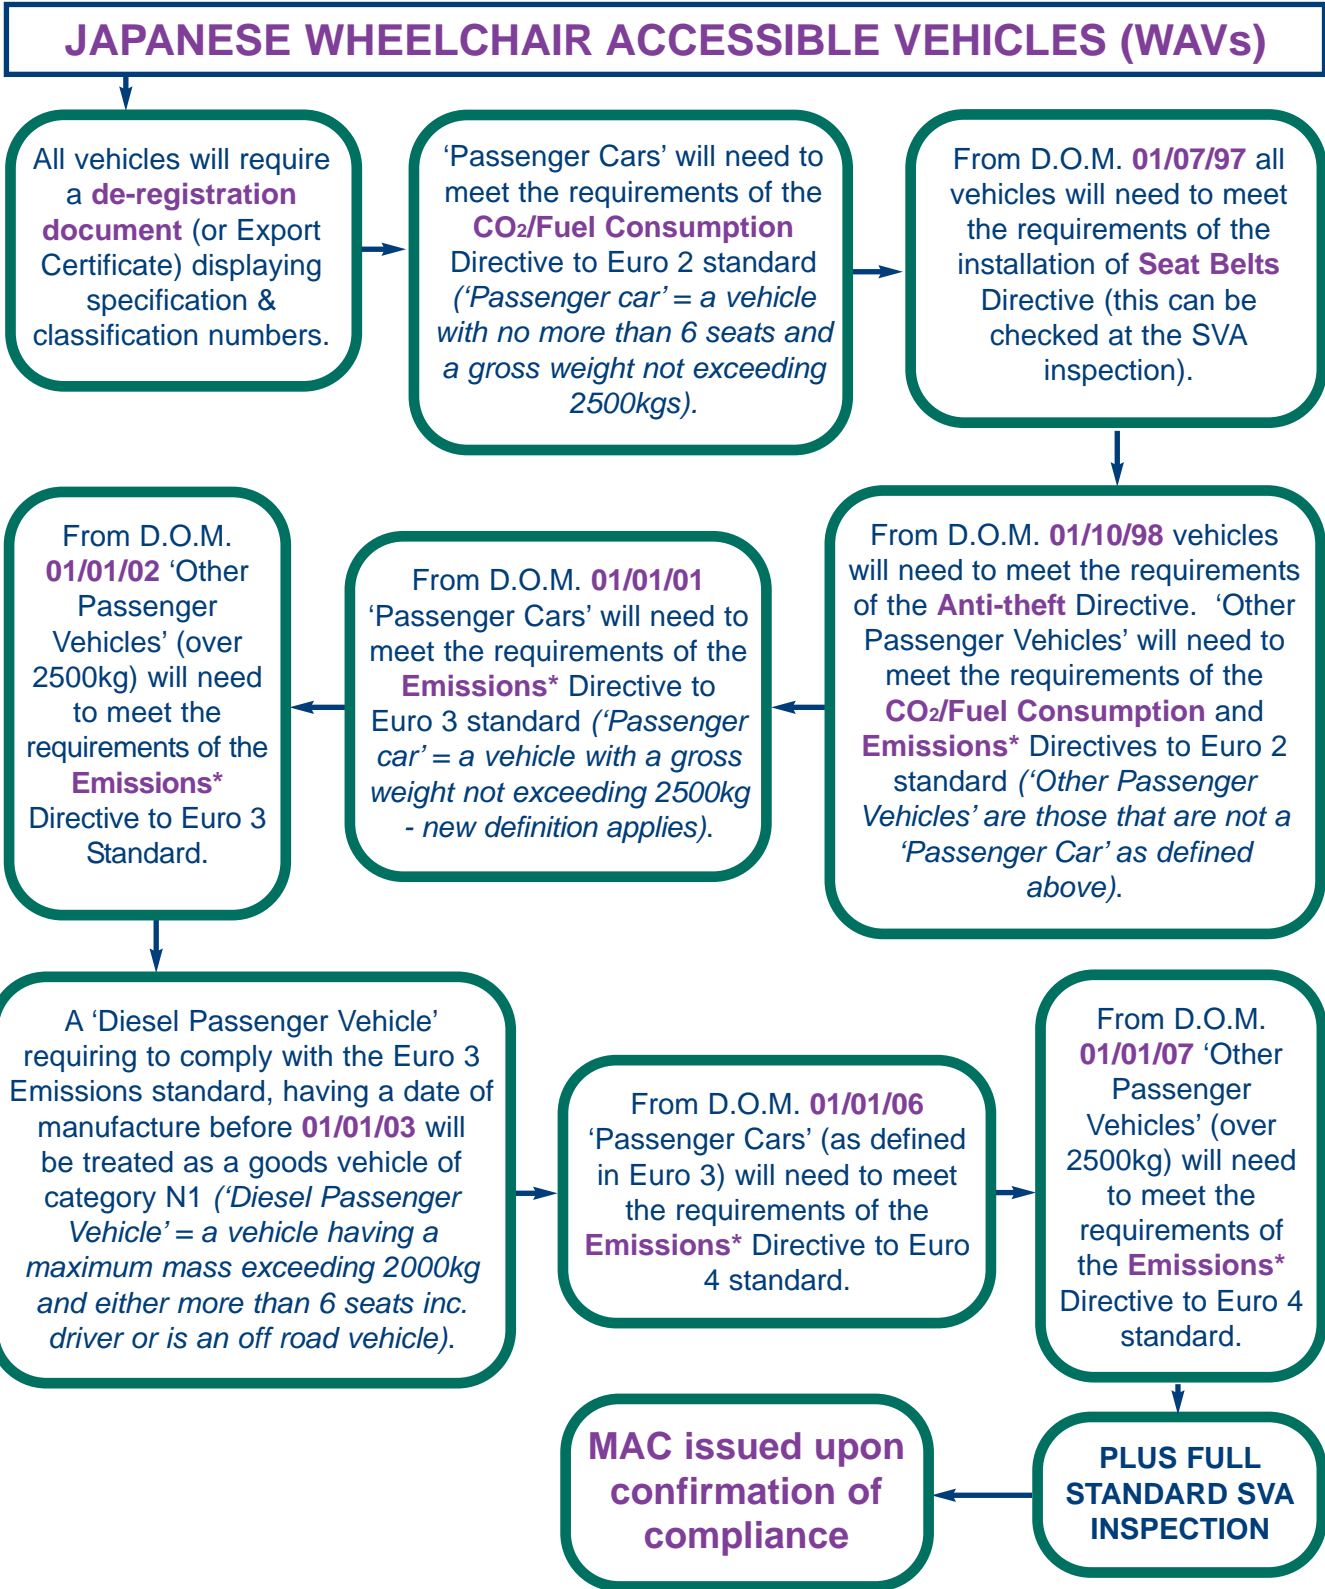 JAPANESE WHEELCHAIR ACCESSIBLE VEHICLES (WAVs)
All vehicles will require
a de-registration
document (or Export
Certificate) displaying
specification &
classification numbers.
‘Passenger Cars’ will need to
meet the requirements of the
CO2/Fuel Consumption
Directive to Euro 2 standard
(‘Passenger car’ = a vehicle
with no more than 6 seats and
a gross weight not exceeding
2500kgs).
From D.O.M. 01/07/97 all
vehicles will need to meet
the requirements of the
installation of Seat Belts
Directive (this can be
checked at the SVA
inspection).
From D.O.M. 01/10/98 vehicles
will need to meet the requirements
of the Anti-theft Directive. ‘Other
Passenger Vehicles’ will need to
meet the requirements of the
CO2/Fuel Consumption and
Emissions* Directives to Euro 2
standard (‘Other Passenger
Vehicles’ are those that are not a
‘Passenger Car’ as defined
above).
From D.O.M. 01/01/01
‘Passenger Cars’ will need to
meet the requirements of the
Emissions* Directive to
Euro 3 standard (‘Passenger
car’ = a vehicle with a gross
weight not exceeding 2500kg
- new definition applies).
From D.O.M.
01/01/02 ‘Other
Passenger
Vehicles’ (over
2500kg) will need
to meet the
requirements of the
Emissions*
Directive to Euro 3
Standard.
A ‘Diesel Passenger Vehicle’
requiring to comply with the Euro 3
Emissions standard, having a date of
manufacture before 01/01/03 will
be treated as a goods vehicle of
category N1 (‘Diesel Passenger
Vehicle’ = a vehicle having a
maximum mass exceeding 2000kg
and either more than 6 seats inc.
driver or is an off road vehicle).
From D.O.M. 01/01/06
‘Passenger Cars’ (as defined
in Euro 3) will need to meet
the requirements of the
Emissions* Directive to Euro
4 standard.
From D.O.M.
01/01/07 ‘Other
Passenger
Vehicles’ (over
2500kg) will need
to meet the
requirements of
the Emissions*
Directive to Euro 4
standard.
PLUS FULL
STANDARD SVA
INSPECTION
MAC issued upon
confirmation of
compliance